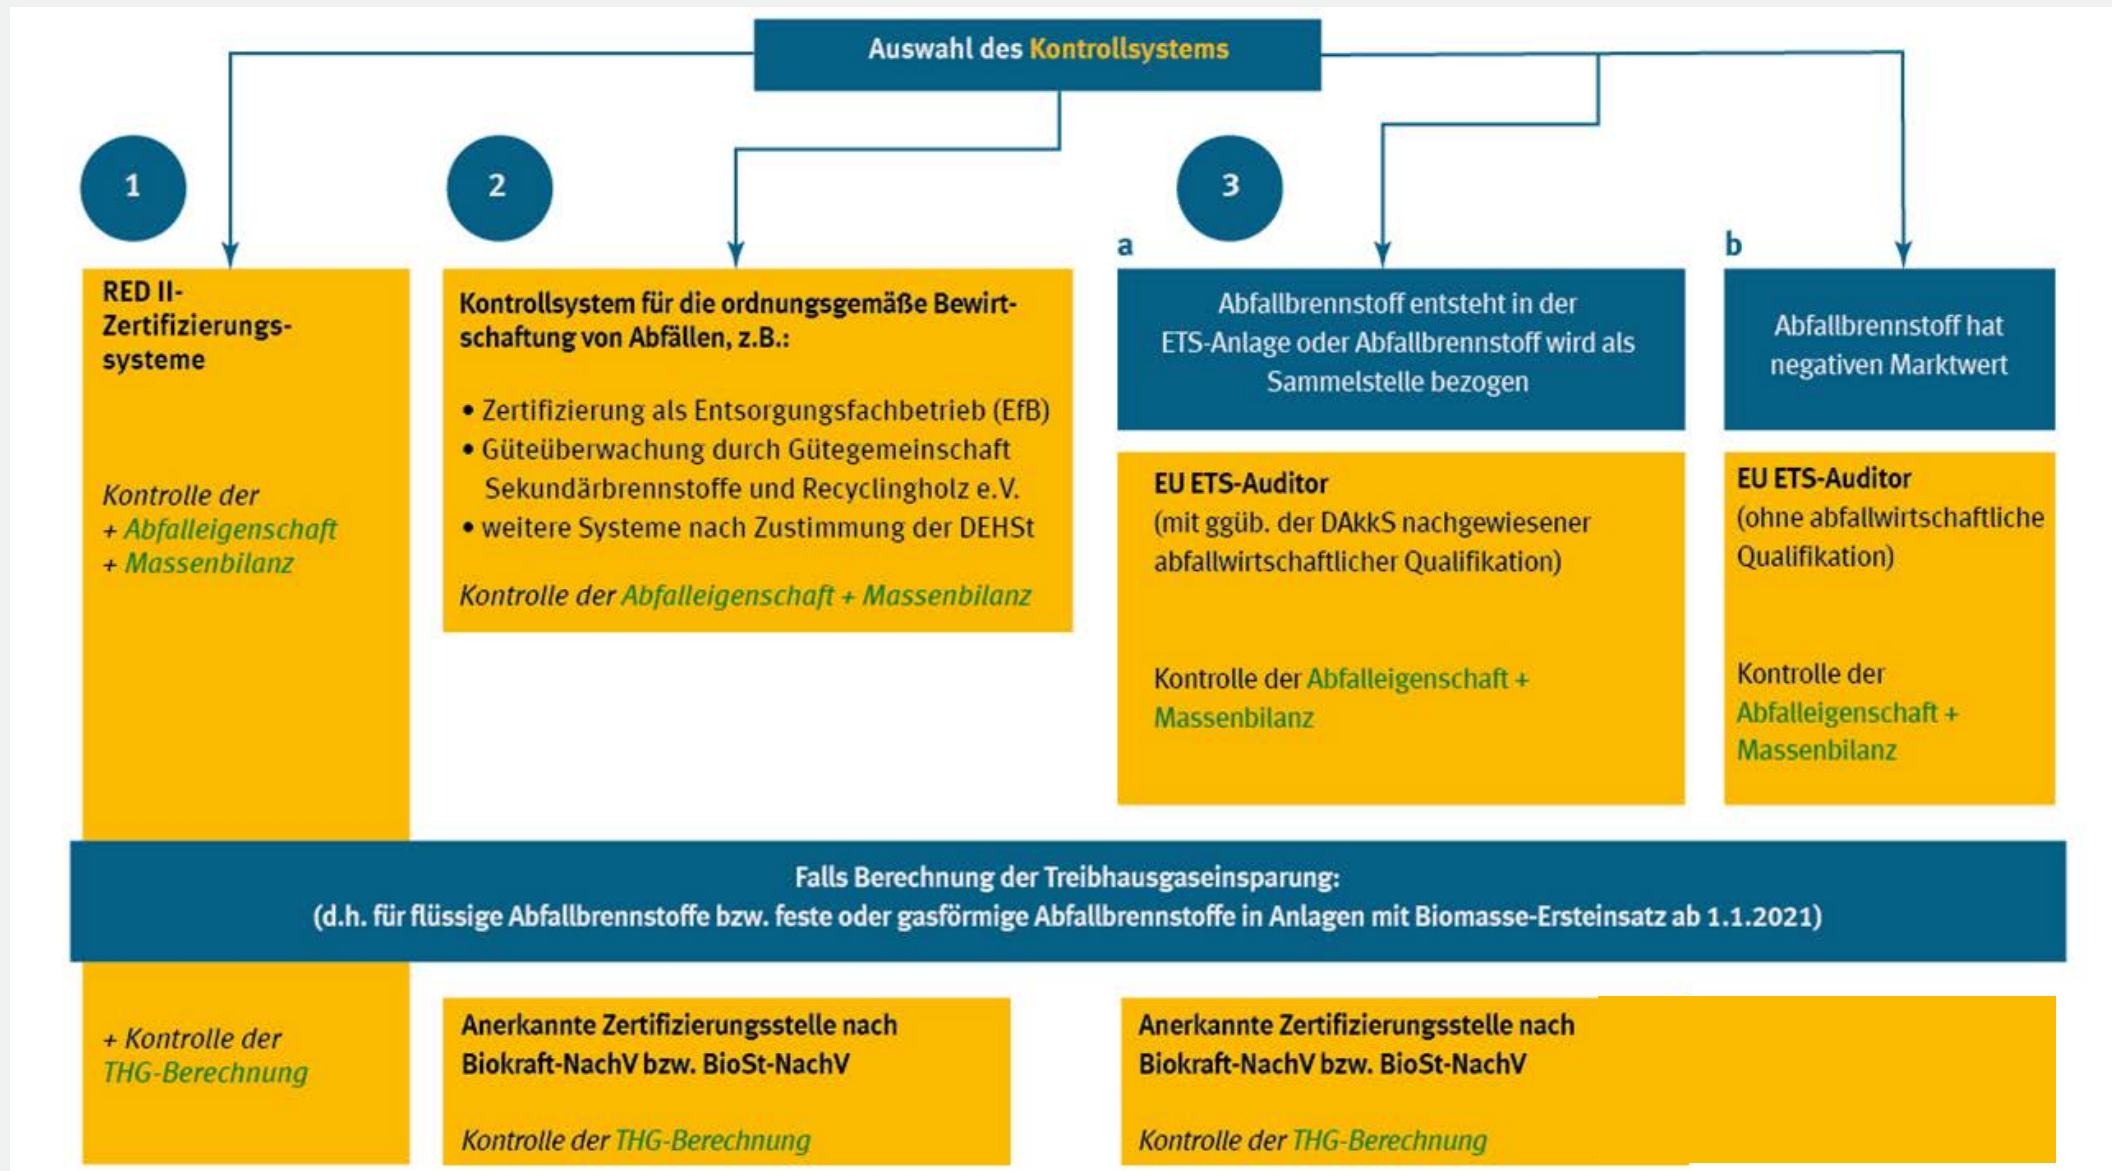 Auswahl des Kontrollsystems
1
RED II-
Zertifizierungs-
systeme
Kontrolle der
+ Abfalleigenschaft
+ Massenbilanz
2
Kontrollsystem für die ordnungsgemäße Bewirt-
schaftung von Abfällen, z.B.:
• Zertifizierung als Entsorgungsfachbetrieb (EfB)
• Güteüberwachung durch Gütegemeinschaft
Sekundärbrennstoffe und Recyclingholz e.V.
• weitere Systeme nach Zustimmung der DEHSt
Kontrolle der Abfalleigenschaft + Massenbilanz
3
a
Abfallbrennstoff entsteht in der
ETS-Anlage oder Abfallbrennstoff wird als
Sammelstelle bezogen
EU ETS-Auditor
(mit ggüb. der DAkkS nachgewiesener
abfallwirtschaftlicher Qualifikation)
Kontrolle der Abfalleigenschaft +
Massenbilanz
b
Abfallbrennstoff hat
negativen Marktwert
EU ETS-Auditor
(ohne abfallwirtschaftliche
Qualifikation)
Kontrolle der
Abfalleigenschaft +
Massenbilanz
Falls Berechnung der Treibhausgaseinsparung:
(d.h. für flüssige Abfallbrennstoffe bzw. feste oder gasförmige Abfallbrennstoffe in Anlagen mit Biomasse-Ersteinsatz ab 1.1.2021)
+ Kontrolle der
THG-Berechnung
Anerkannte Zertifizierungsstelle nach
Biokraft-NachV bzw. BioSt-NachV
Kontrolle der THG-Berechnung
Anerkannte Zertifizierungsstelle nach
Biokraft-NachV bzw. BioSt-NachV
Kontrolle der THG-Berechnung